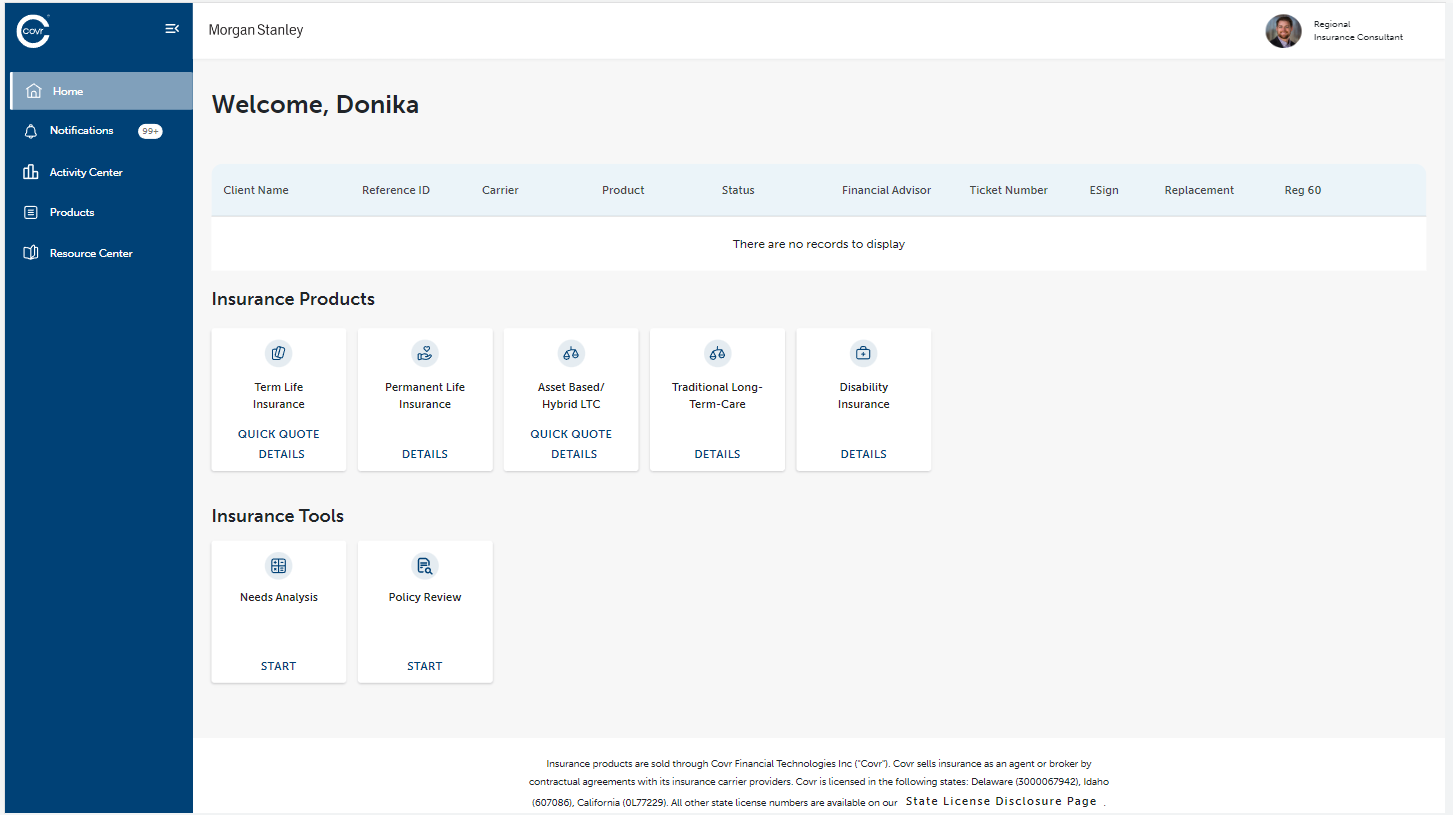 covr
Morgan Stanley
Regional
Insurance Consultant
Home
Notifications 99+
Activity Center
Products
Resource Center
Welcome, Donika
Client Name Reference ID Carrier Product Status Financial Advisor Ticket Number ESign Replacement Reg 60
There are no records to display
Insurance Products
Term Life
Insurance
QUICK QUOTE
DETAILS
Permanent Life
Insurance
DETAILS
Asset Based/
Hybrid LTC
QUICK QUOTE
DETAILS
Traditional Long-
Term-Care
DETAILS
Disability
Insurance
DETAILS
Insurance Tools
Needs Analysis
START
Policy Review
START
Insurance products are sold through Covr Financial Technologies Inc ("Covr"). Covr sells insurance as an agent or broker by
contractual agreements with its insurance carrier providers. Covr is licensed in the following states: Delaware (3000067942), Idaho
(607086), California (0L77229). All other state license numbers are available on our State License Disclosure Page .